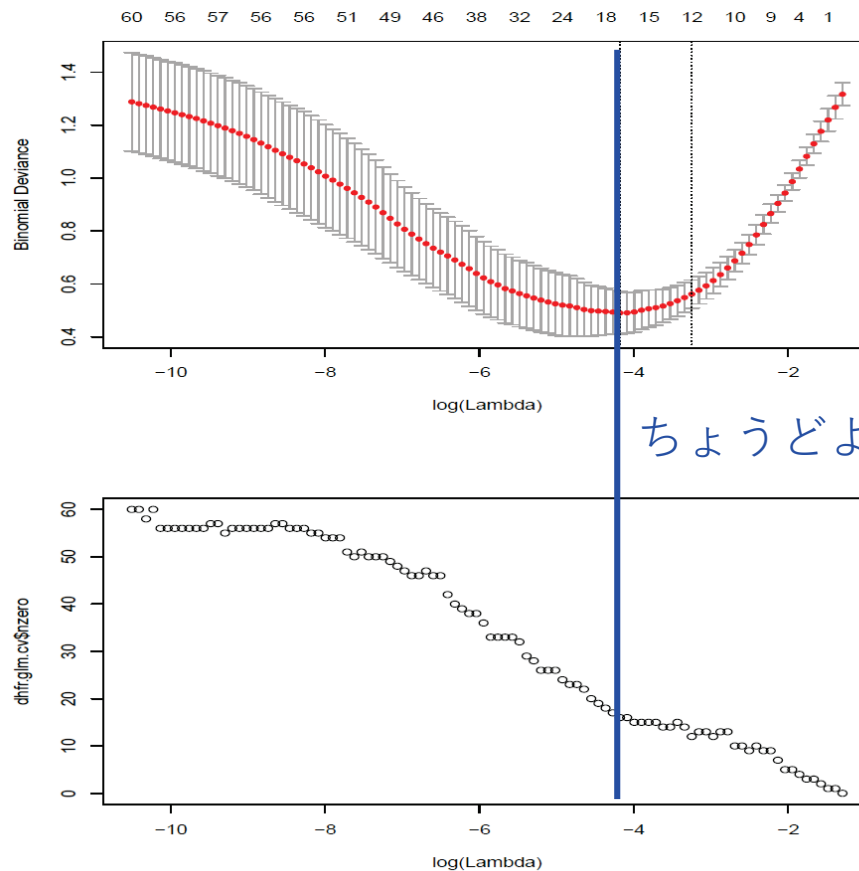 60 56 57 56 56 51 49 46 38 32 24 18 15 12 10 9 4 1
Binomial Deviance
1.4
1.2
1.0
0.8
0.6
0.4
−10 −8 −6 −4 −2
log(Lambda)
ちょうどよ
dhfr.glm.cv$nzero
60
50
40
30
20
10
0
−10 −8 −6 −4 −2
log(Lambda)